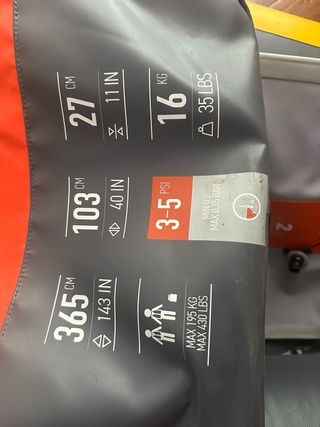 365 CM
143 IN
103 CM
40 IN
27 CM
11 IN
MAX 195 KG
MAX 430 LBS
3-5 PSI
MIN 0.2
MAX 0.35 BAR
16 KG
35 LBS
2